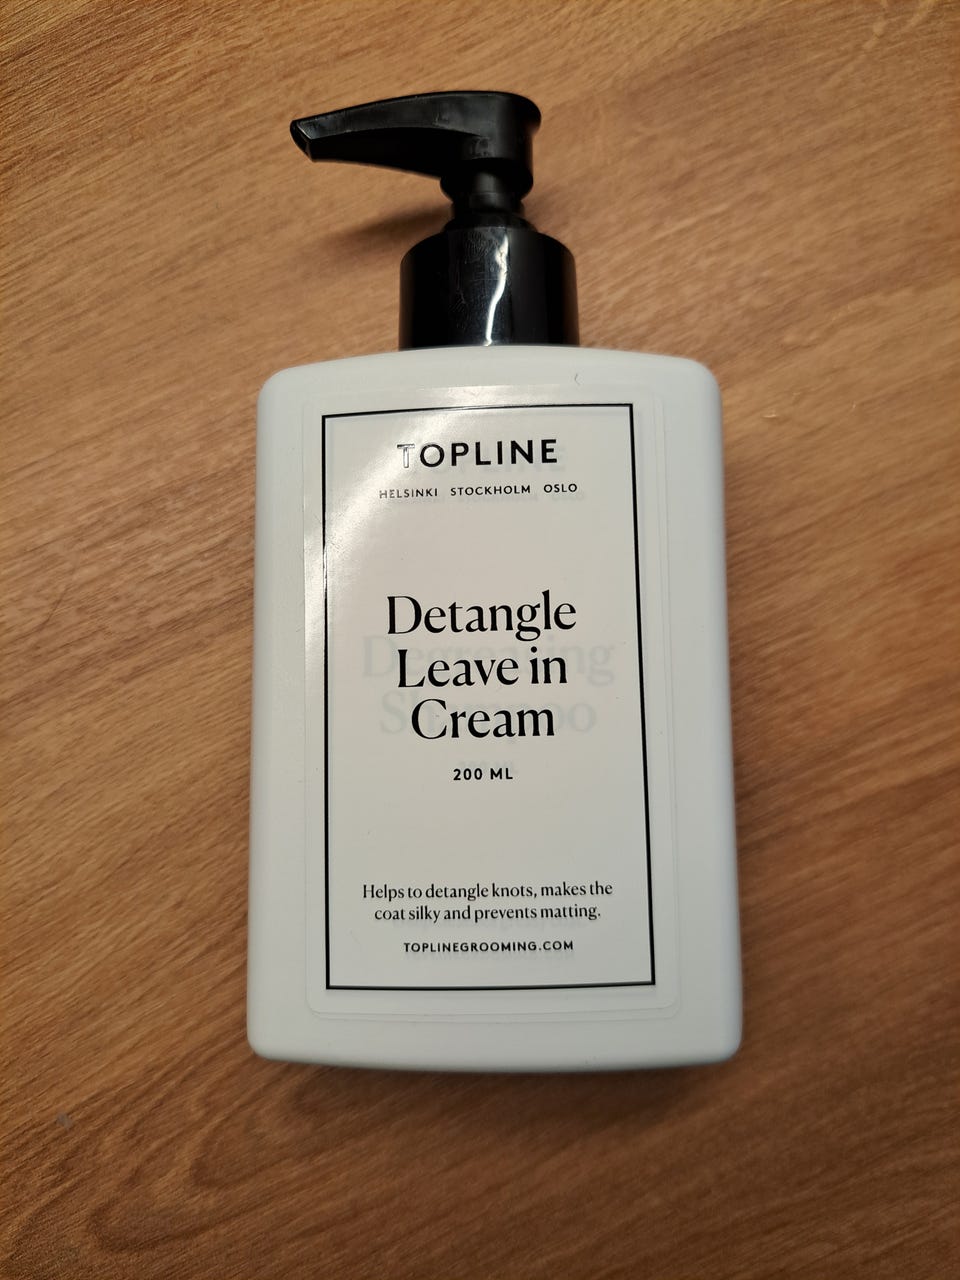 TOPLINE
HELSINKI STOCKHOLM OSLO
Detangle
Leave in
Cream
200 ML
Helps to detangle knots, makes the
coat silky and prevents matting.
TOPLINEGROOMING.COM